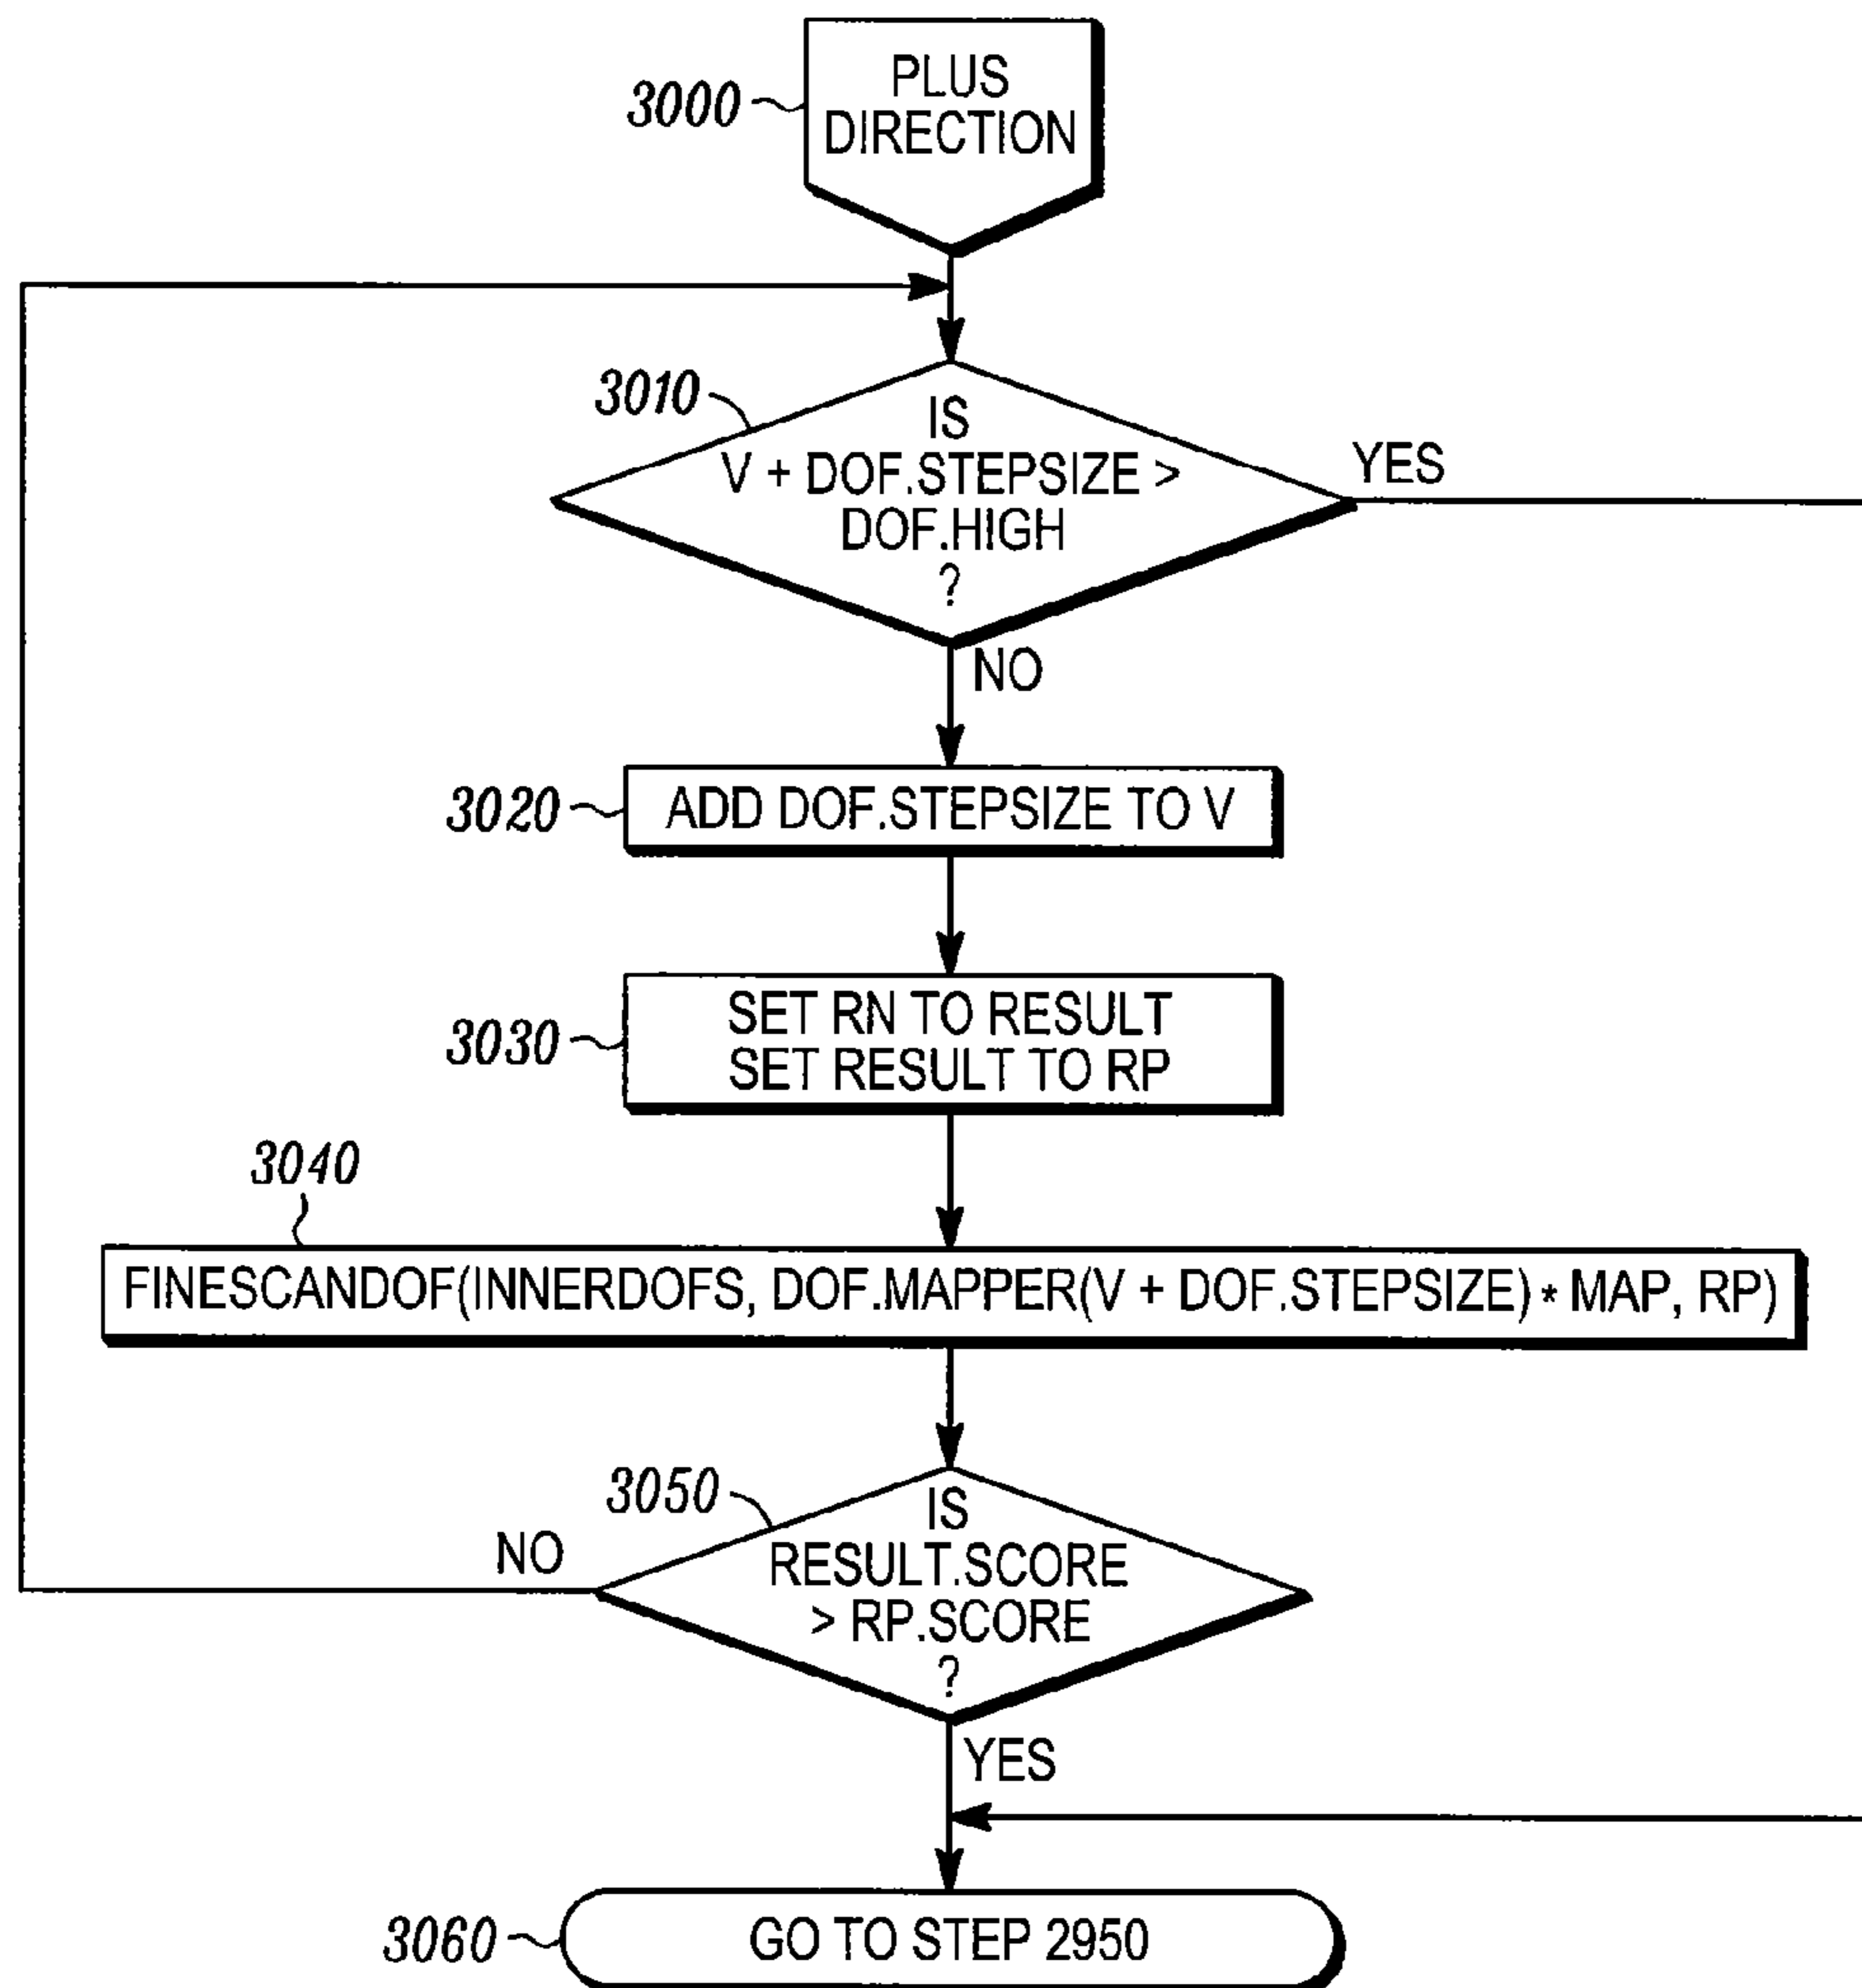 PLUS
DIRECTION
3000
3010
IS
V + DOF.STEPSIZE >
DOF.HIGH
?
YES
NO
3020
ADD DOF.STEPSIZE TO V
3030
SET RN TO RESULT
SET RESULT TO RP
3040
FINESCANDOF(INNERDOFS, DOF.MAPPER(V + DOF.STEPSIZE) * MAP, RP)
3050
IS
RESULT.SCORE
> RP.SCORE
?
NO
YES
3060
GO TO STEP 2950